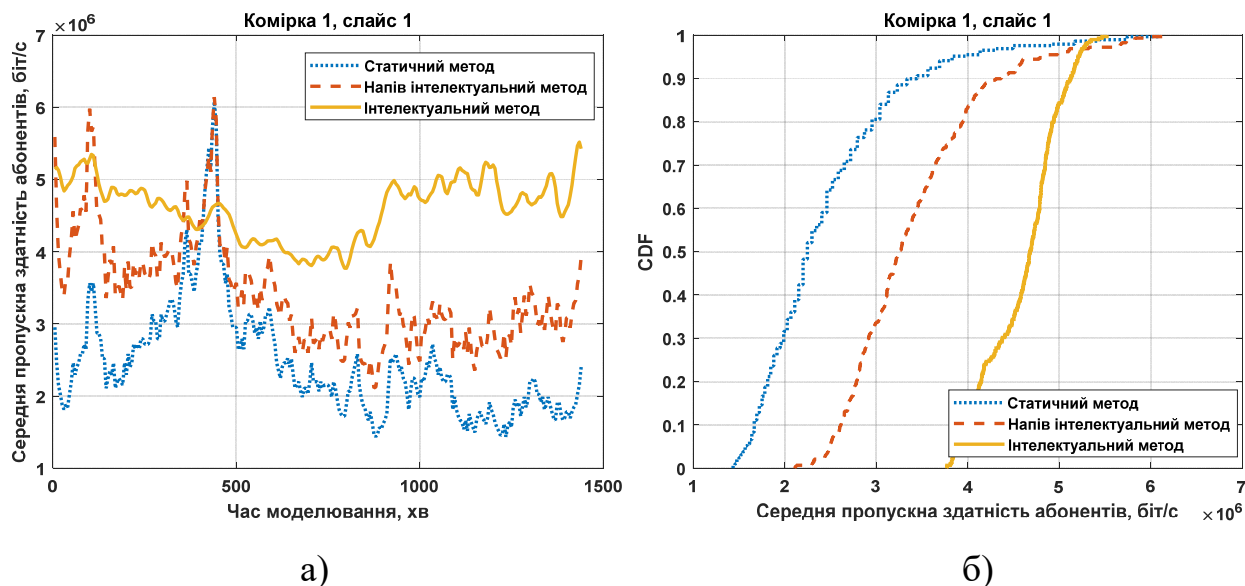 Комірка 1, слайс 1
×10⁶
Середня пропускна здатність абонентів, біт/с
7
6
5
4
3
2
1
Статичний метод
Напів інтелектуальний метод
Інтелектуальний метод
0 500 1000 1500
Час моделювання, хв
а)
Комірка 1, слайс 1
CDF
1
0.9
0.8
0.7
0.6
0.5
0.4
0.3
0.2
0.1
0
Статичний метод
Напів інтелектуальний метод
Інтелектуальний метод
1 2 3 4 5 6 7
Середня пропускна здатність абонентів, біт/с ×10⁶
б)